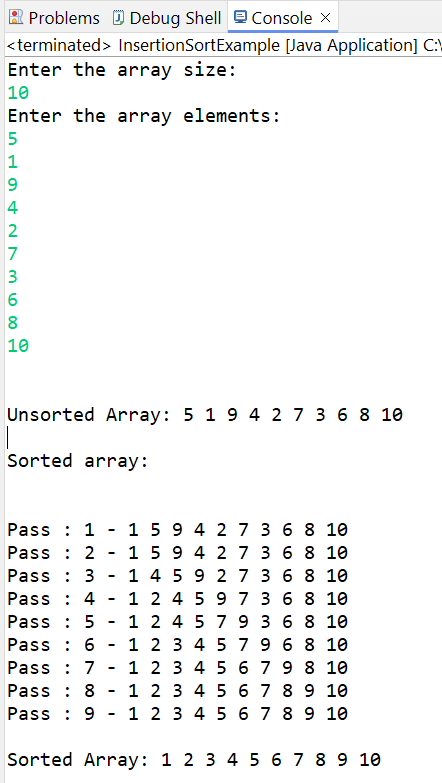 Problems Debug Shell Console
<terminated> InsertionSortExample [Java Application] C:\
Enter the array size:
10
Enter the array elements:
5
1
9
4
2
7
3
6
8
10
Unsorted Array: 5 1 9 4 2 7 3 6 8 10
Sorted array:
Pass : 1 - 1 5 9 4 2 7 3 6 8 10
Pass : 2 - 1 5 9 4 2 7 3 6 8 10
Pass : 3 - 1 4 5 9 2 7 3 6 8 10
Pass : 4 - 1 2 4 5 9 7 3 6 8 10
Pass : 5 - 1 2 4 5 7 9 3 6 8 10
Pass : 6 - 1 2 3 4 5 7 9 6 8 10
Pass : 7 - 1 2 3 4 5 6 7 9 8 10
Pass : 8 - 1 2 3 4 5 6 7 8 9 10
Pass : 9 - 1 2 3 4 5 6 7 8 9 10
Sorted Array: 1 2 3 4 5 6 7 8 9 10